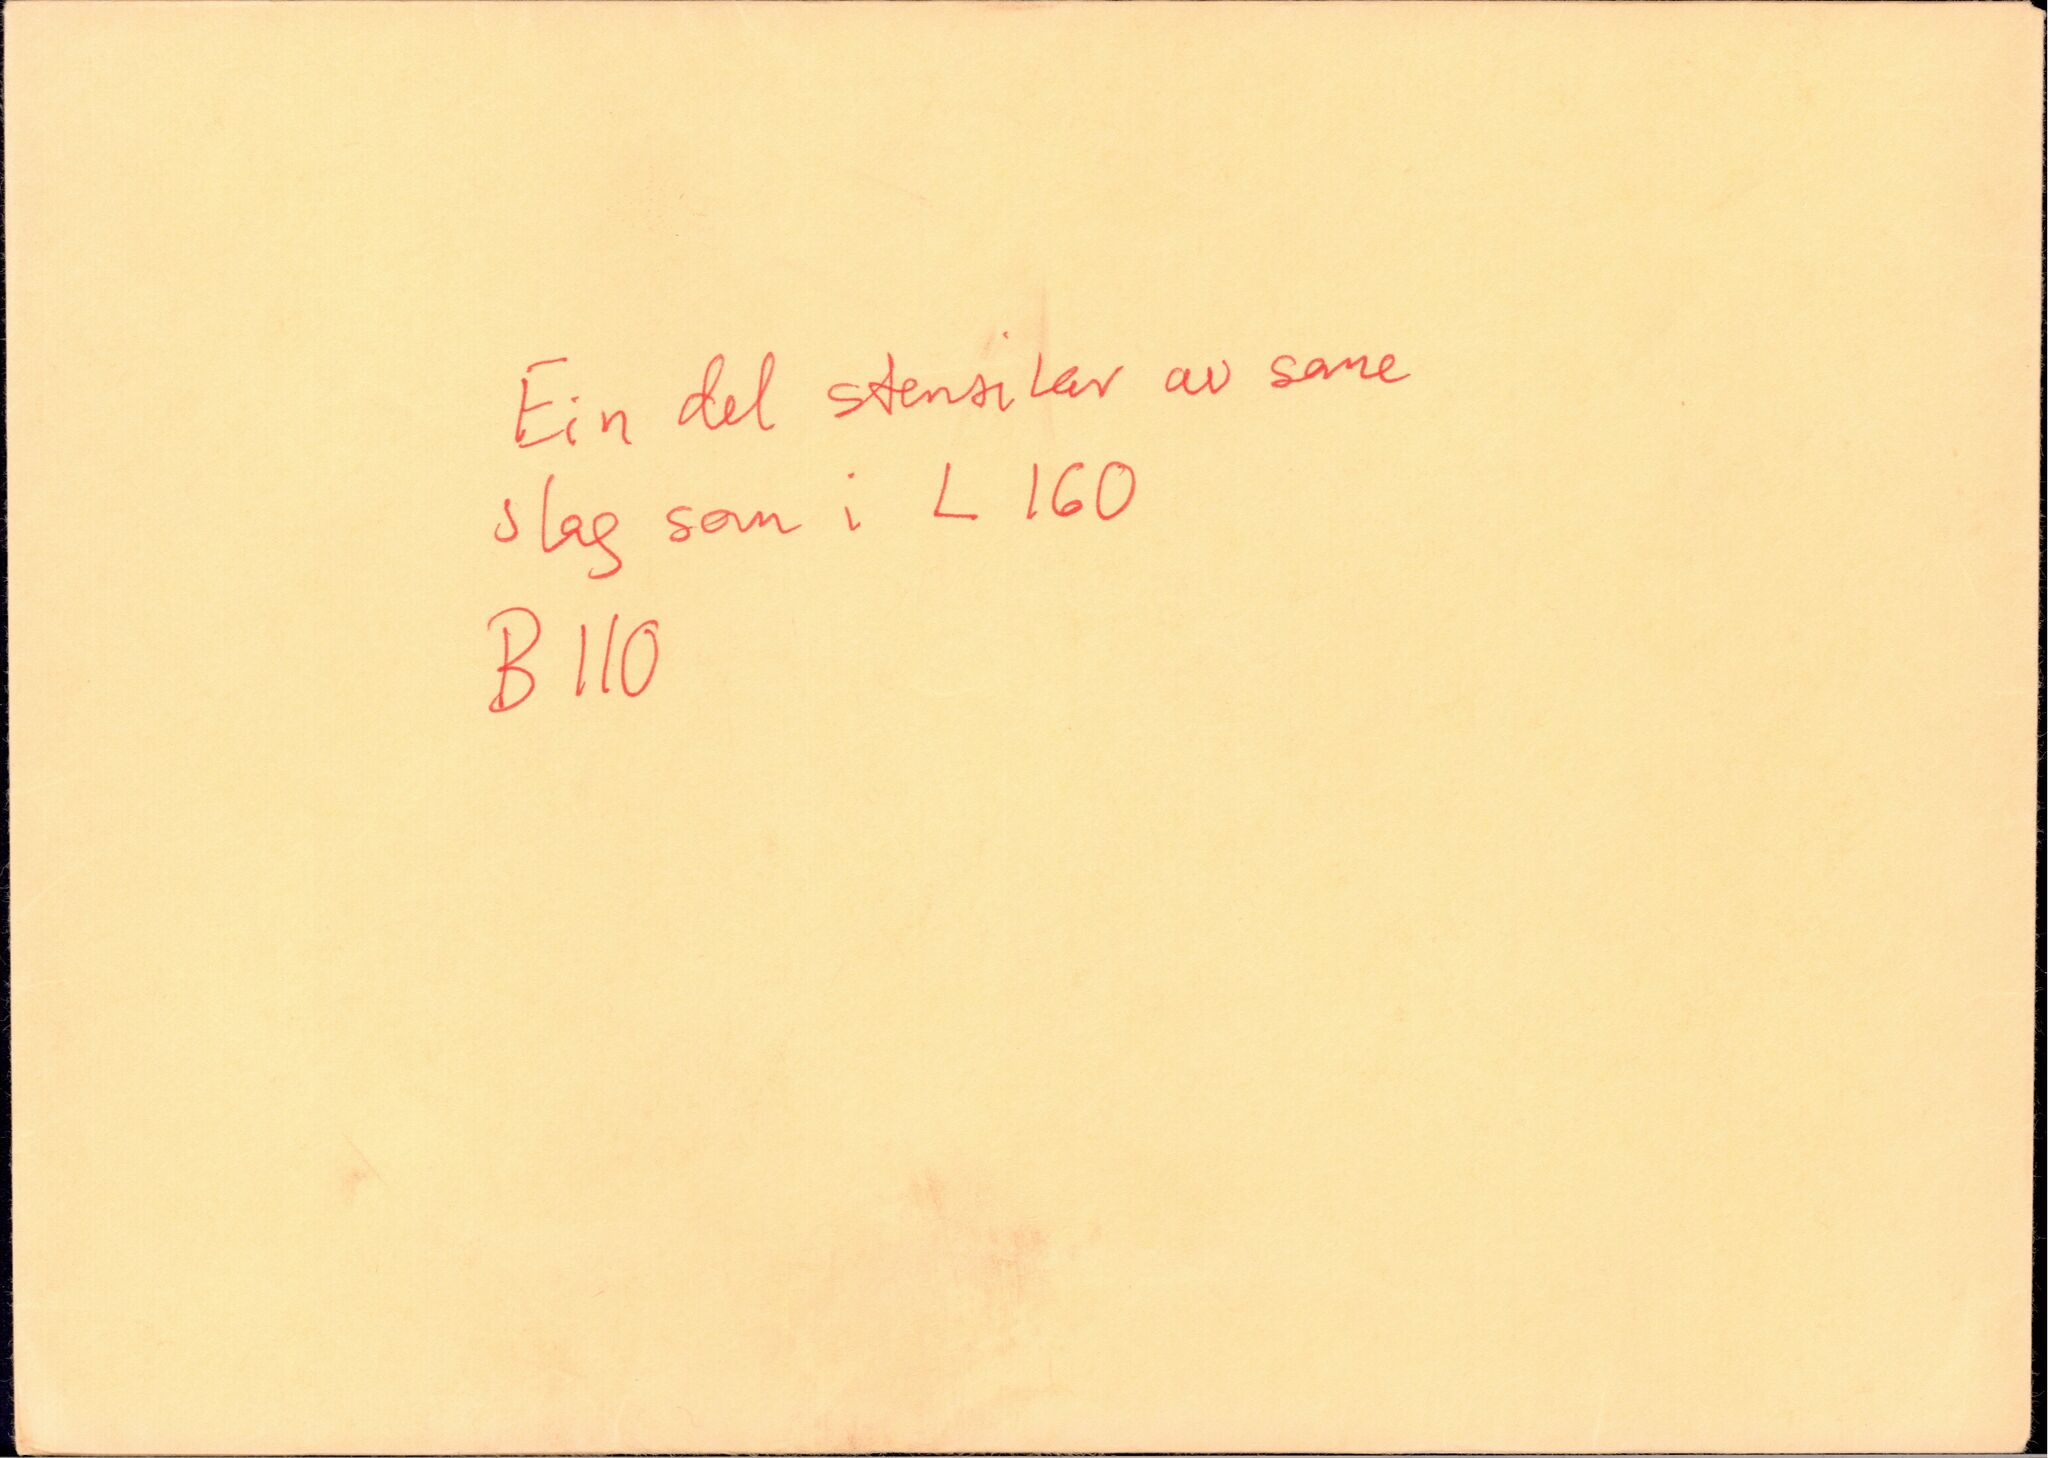 Ein del stensilar av same
slag som i L 160
B 110